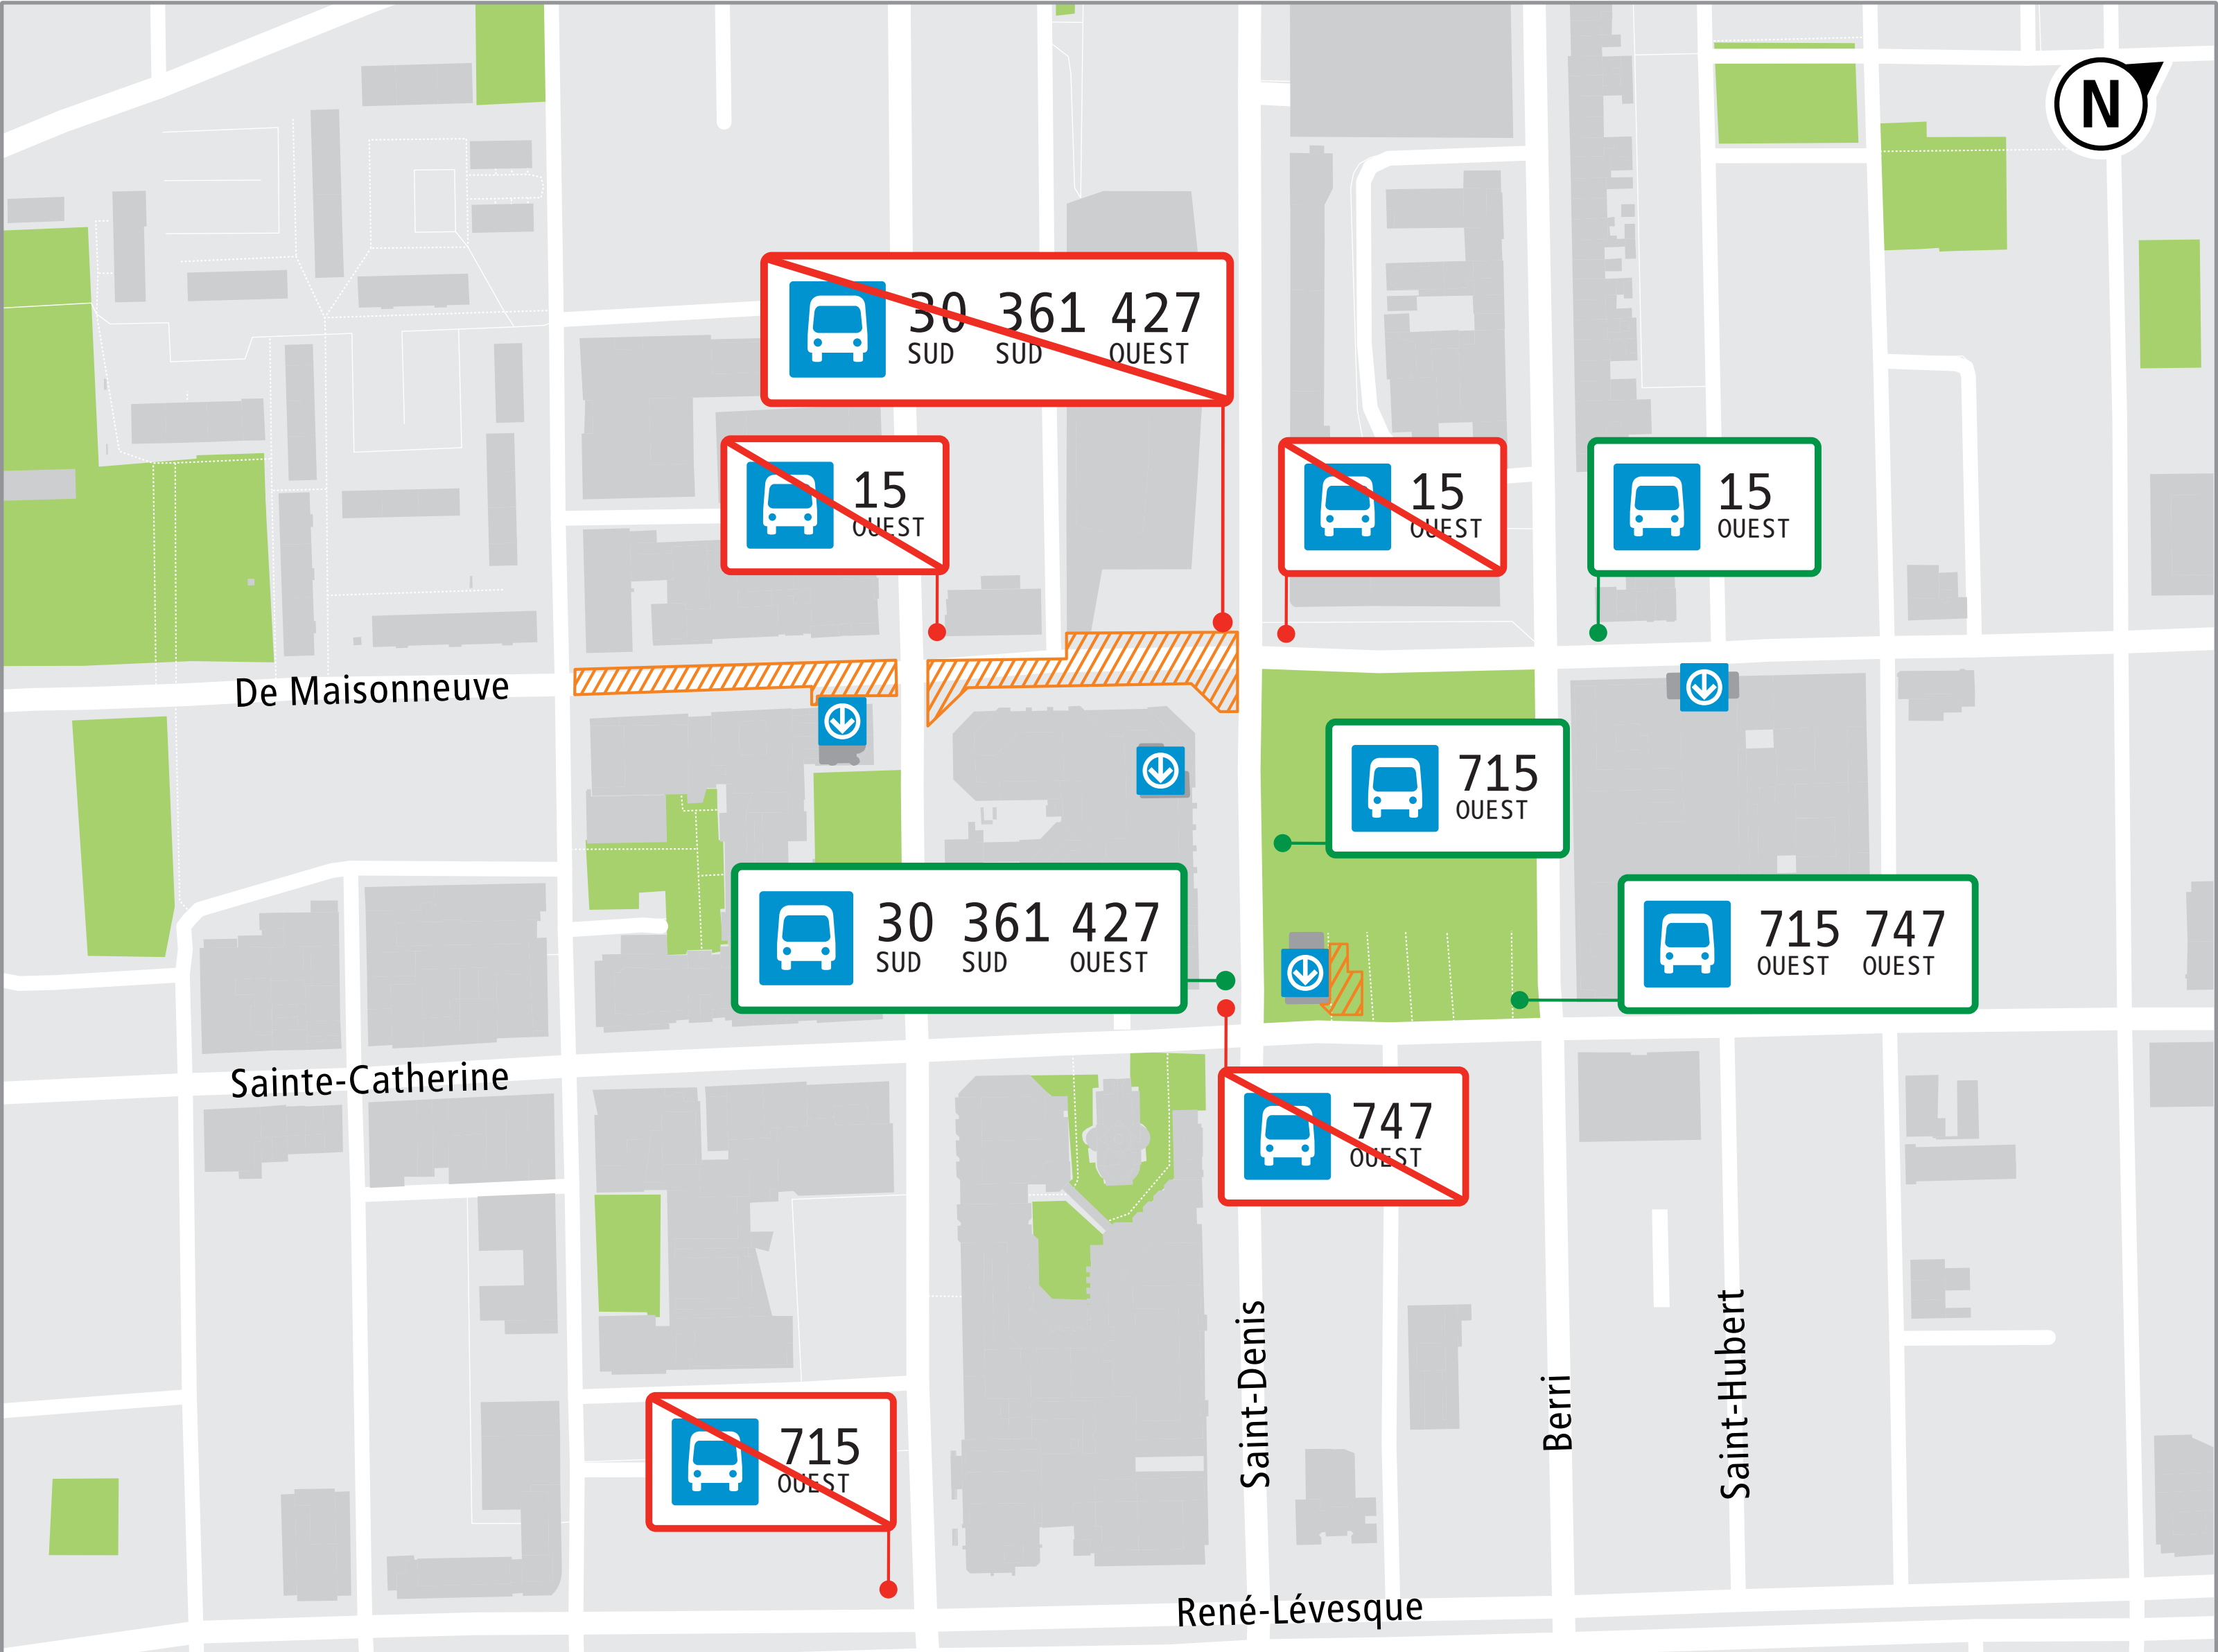 N
30 361 427
SUD SUD OUEST
15
OUEST
15
OUEST
15
OUEST
De Maisonneuve
715
OUEST
30 361 427
SUD SUD OUEST
715 747
OUEST OUEST
Sainte-Catherine
747
OUEST
Saint-Denis
Berri
Saint-Hubert
715
OUEST
René-Lévesque